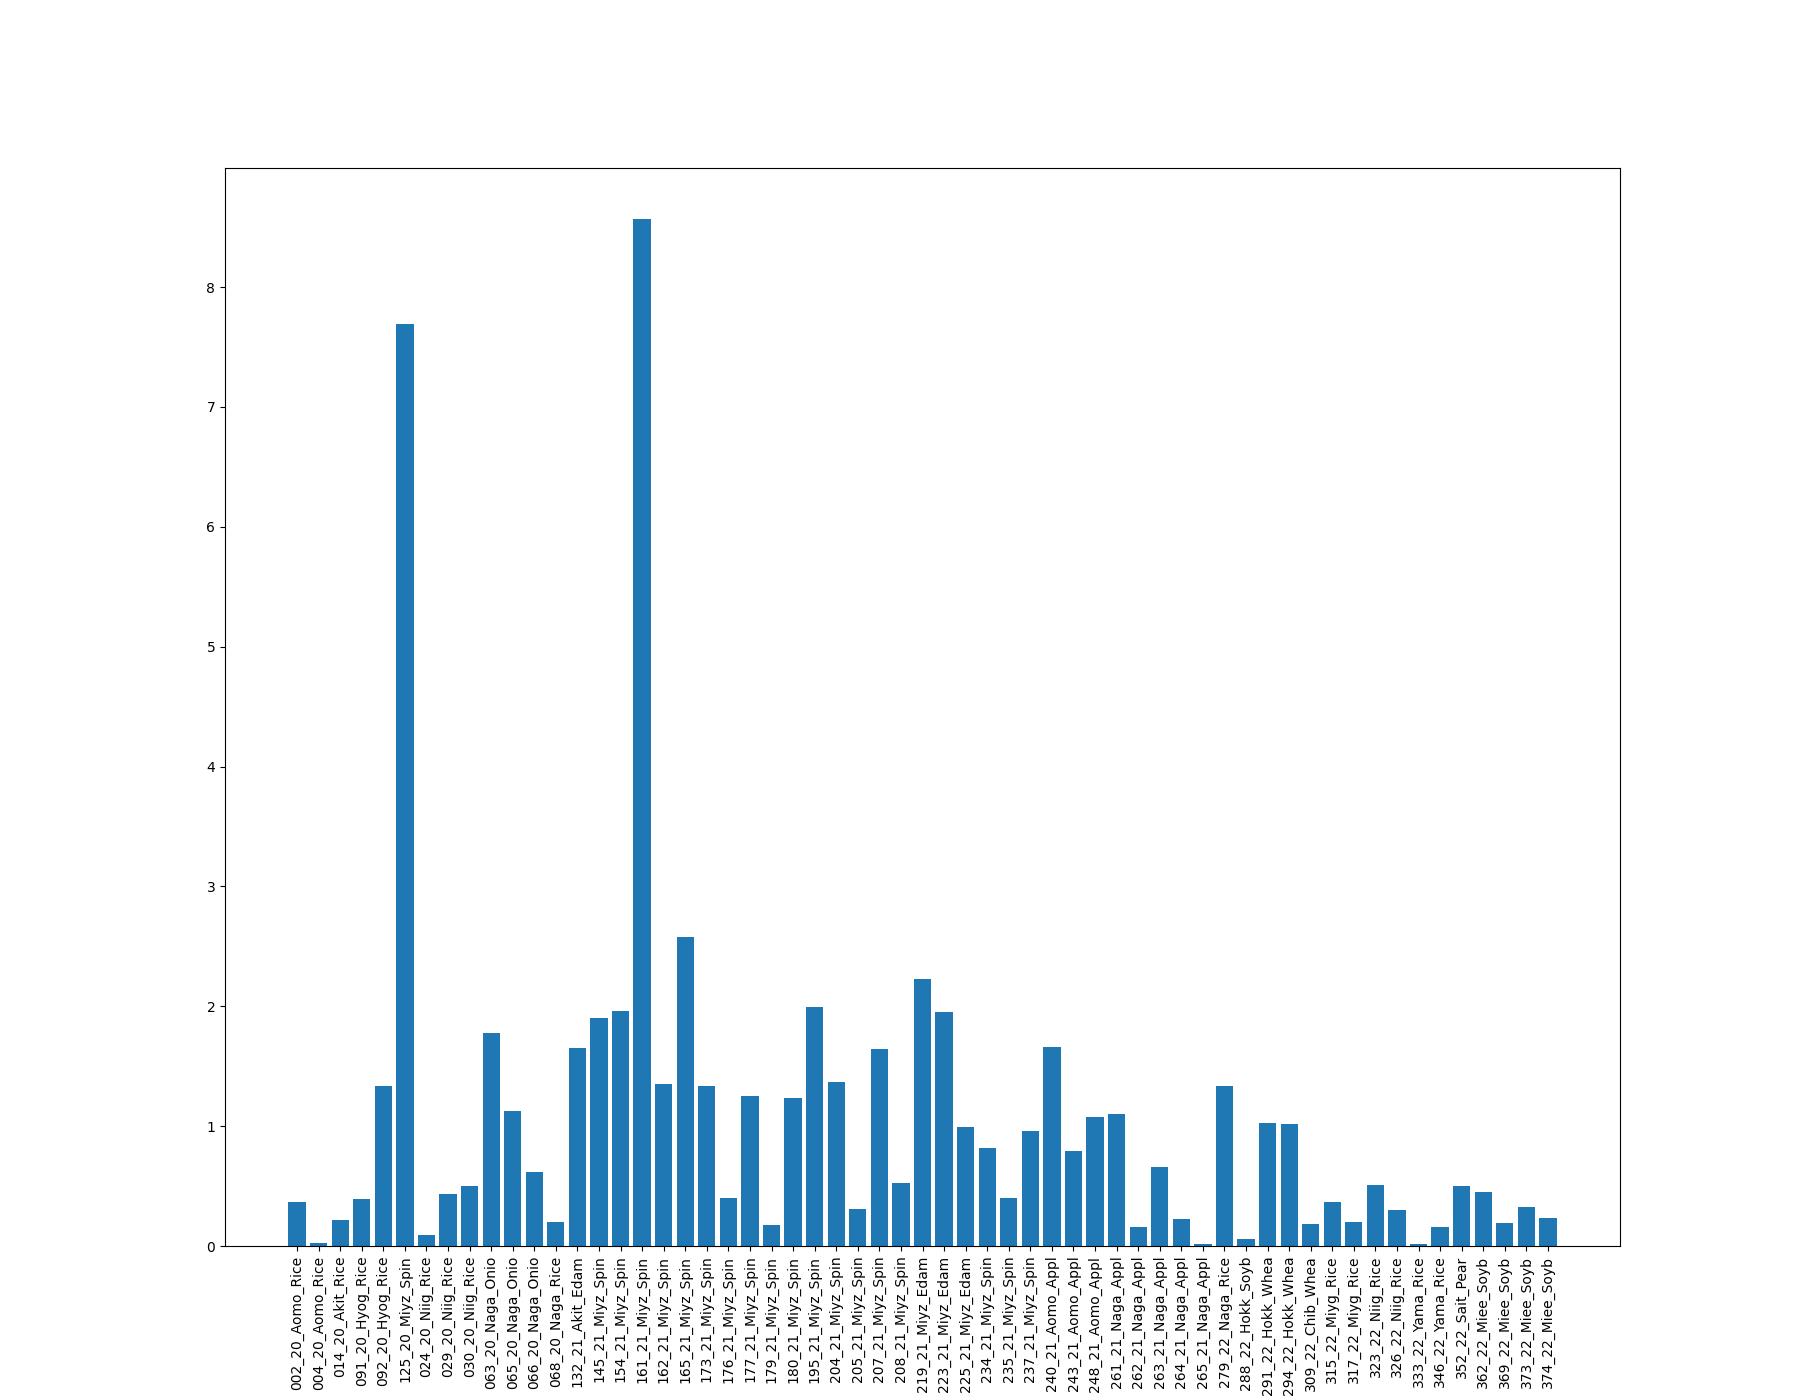 8
7
6
5
4
3
2
1
0
002_20_Aomo_Rice
004_20_Aomo_Rice
014_20_Akit_Rice
091_20_Hyog_Rice
092_20_Hyog_Rice
125_20_Miyz_Spin
024_20_Niig_Rice
029_20_Niig_Rice
030_20_Niig_Rice
063_20_Naga_Onio
065_20_Naga_Onio
066_20_Naga_Onio
068_20_Naga_Rice
132_21_Akit_Edam
145_21_Miyz_Spin
154_21_Miyz_Spin
161_21_Miyz_Spin
162_21_Miyz_Spin
165_21_Miyz_Spin
173_21_Miyz_Spin
176_21_Miyz_Spin
177_21_Miyz_Spin
179_21_Miyz_Spin
180_21_Miyz_Spin
195_21_Miyz_Spin
204_21_Miyz_Spin
205_21_Miyz_Spin
207_21_Miyz_Spin
208_21_Miyz_Spin
219_21_Miyz_Edam
223_21_Miyz_Edam
225_21_Miyz_Edam
234_21_Miyz_Spin
235_21_Miyz_Spin
237_21_Miyz_Spin
240_21_Aomo_Appl
243_21_Aomo_Appl
248_21_Aomo_Appl
261_21_Naga_Appl
262_21_Naga_Appl
263_21_Naga_Appl
264_21_Naga_Appl
265_21_Naga_Appl
279_22_Naga_Rice
288_22_Hokk_Soyb
291_22_Hokk_Whea
294_22_Hokk_Whea
309_22_Chib_Whea
315_22_Miyg_Rice
317_22_Miyg_Rice
323_22_Niig_Rice
326_22_Niig_Rice
333_22_Yama_Rice
346_22_Yama_Rice
352_22_Sait_Pear
362_22_Miee_Soyb
369_22_Miee_Soyb
373_22_Miee_Soyb
374_22_Miee_Soyb